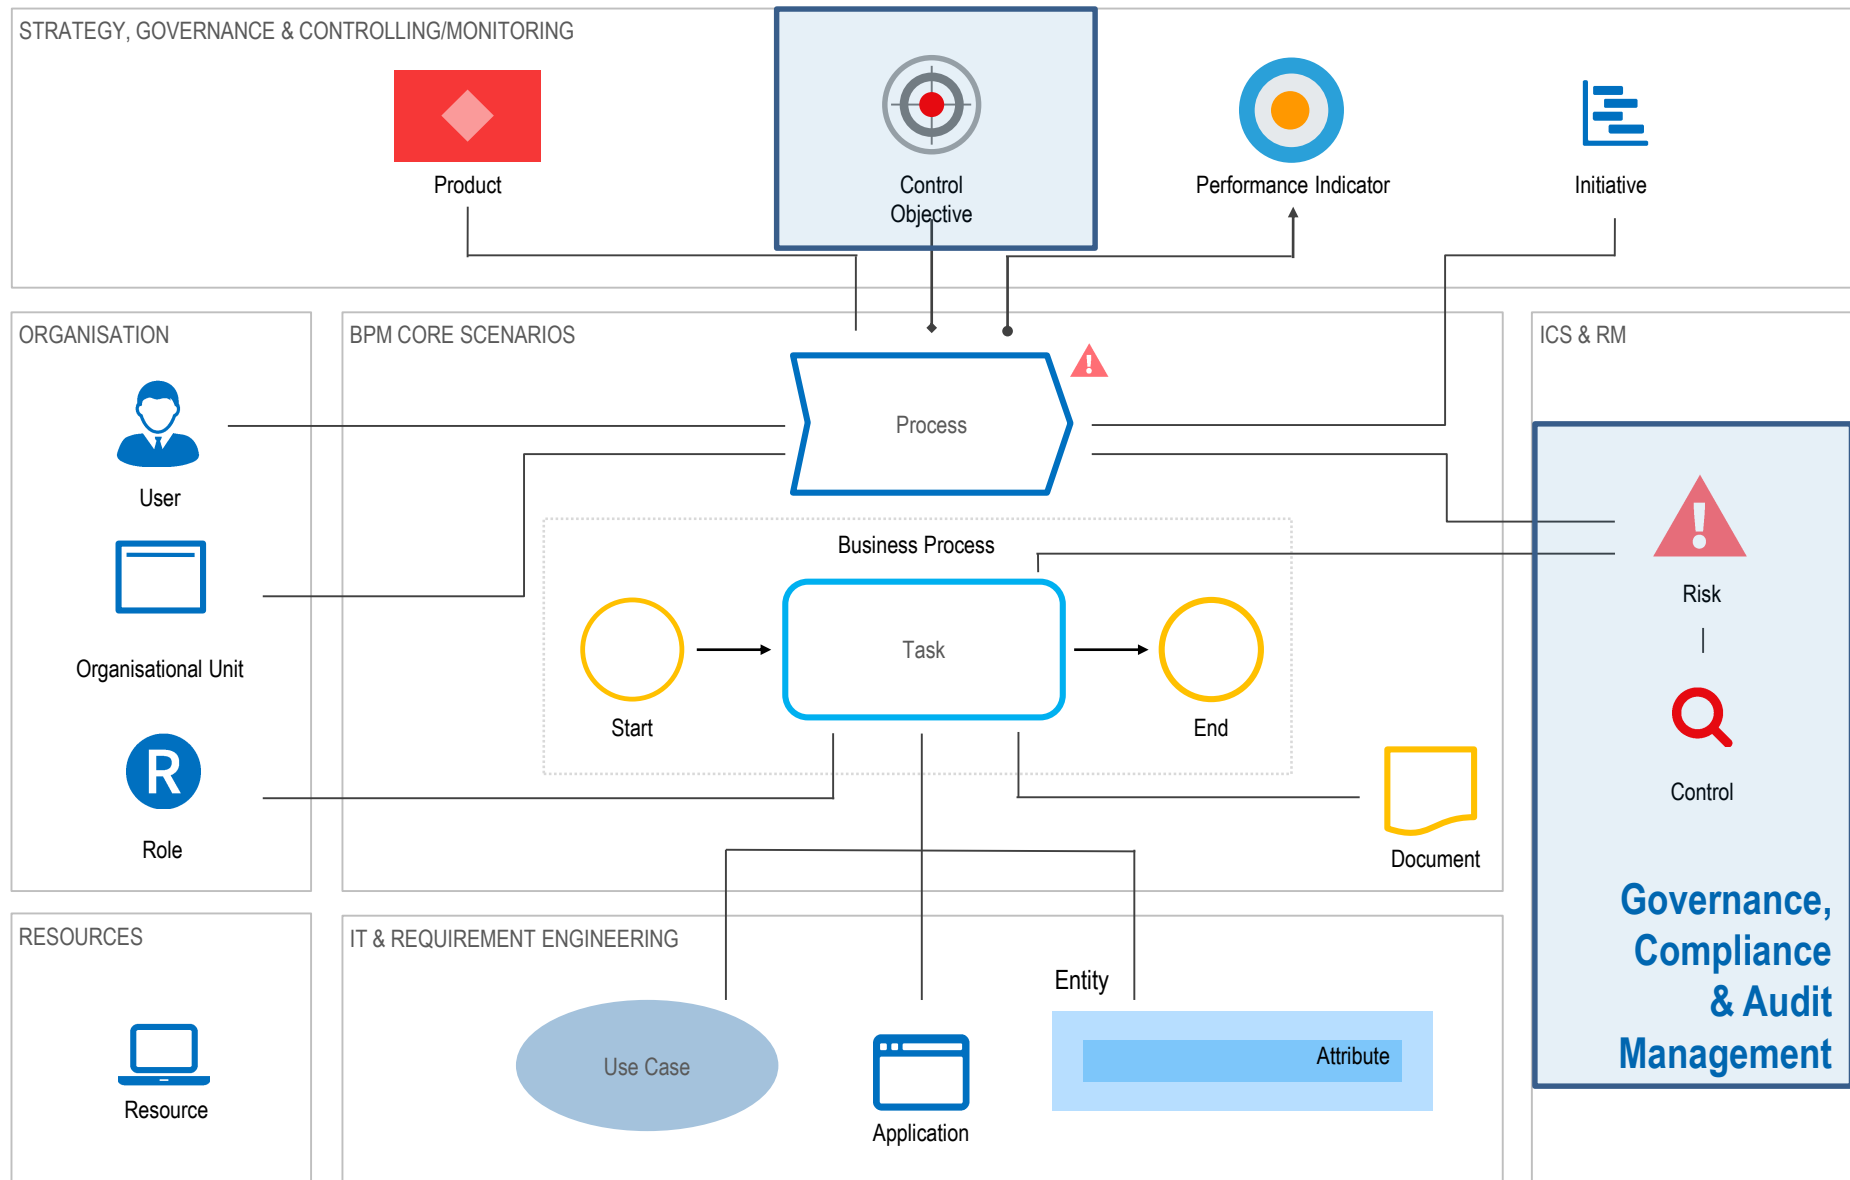 STRATEGY, GOVERNANCE & CONTROLLING/MONITORING
Product
Control
Objective
Performance Indicator
Initiative
ORGANISATION
User
Organisational Unit
R
Role
BPM CORE SCENARIOS
Process
Business Process
Start
Task
End
Document
ICS & RM
Risk
Control
Governance,
Compliance
& Audit
Management
RESOURCES
Resource
IT & REQUIREMENT ENGINEERING
Use Case
Application
Entity
Attribute